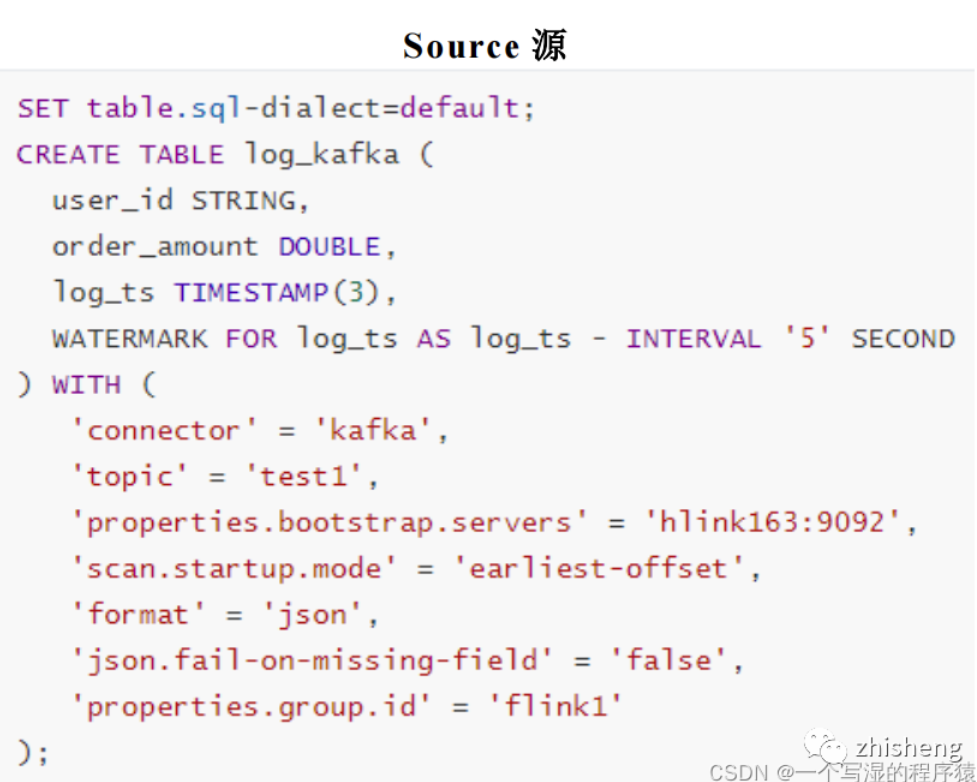 Source 源
SET table.sql-dialect=default;
CREATE TABLE log_kafka (
  user_id STRING,
  order_amount DOUBLE,
  log_ts TIMESTAMP(3),
  WATERMARK FOR log_ts AS log_ts - INTERVAL '5' SECOND
) WITH (
   'connector' = 'kafka',
   'topic' = 'test1',
   'properties.bootstrap.servers' = 'hlink163:9092',
   'scan.startup.mode' = 'earliest-offset',
   'format' = 'json',
   'json.fail-on-missing-field' = 'false',
   'properties.group.id' = 'flink1'
);
zhisheng
CSDN @一个写湿的程序猿